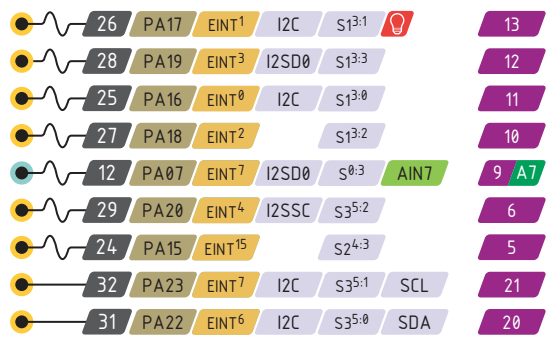 26 PA17 EINT¹ I2C S1³:¹ 13
28 PA19 EINT³ I2SD0 S1³:³ 12
25 PA16 EINT⁰ I2C S1³:⁰ 11
27 PA18 EINT² S1³:² 10
12 PA07 EINT⁷ I2SD0 S⁰:³ AIN7 9 A7
29 PA20 EINT⁴ I2SSC S3⁵:² 6
24 PA15 EINT¹⁵ S2⁴:³ 5
32 PA23 EINT⁷ I2C S3⁵:¹ SCL 21
31 PA22 EINT⁶ I2C S3⁵:⁰ SDA 20